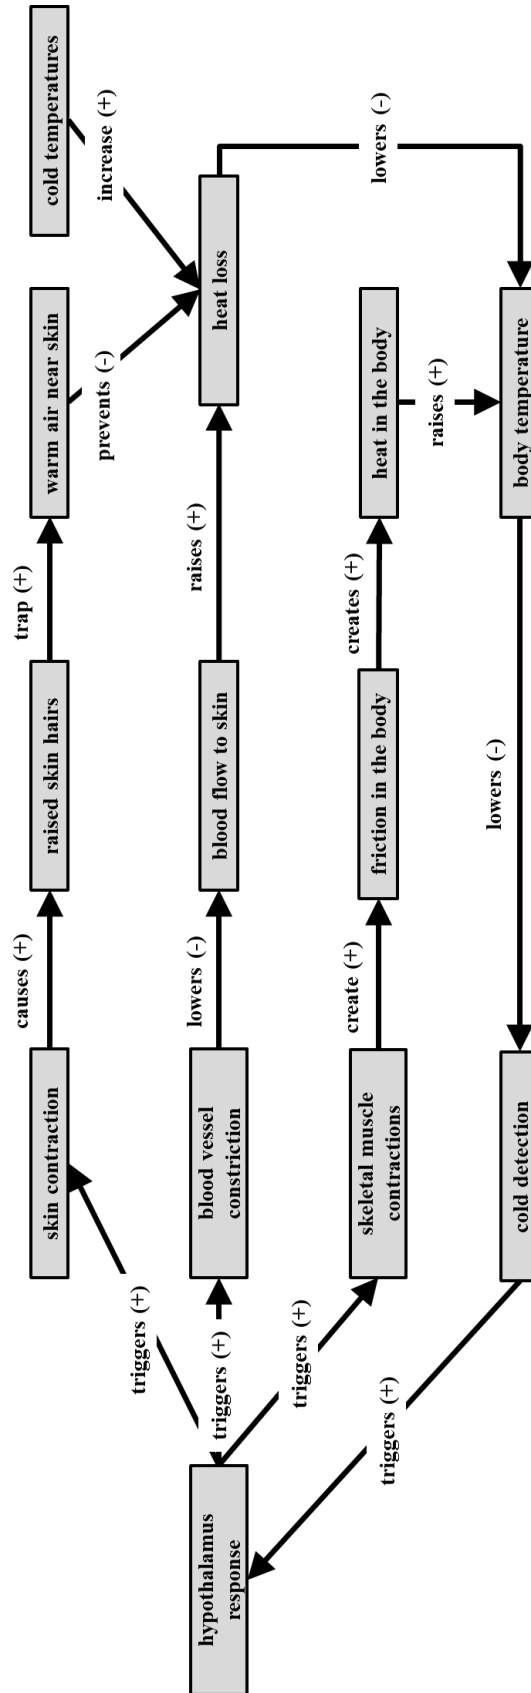 cold temperatures
increase (+)
warm air near skin
prevents (-)
trap (+)
raised skin hairs
causes (+)
skin contraction
triggers (+)
heat loss
lowers (-)
raises (+)
blood flow to skin
lowers (-)
blood vessel
constriction
triggers (+)
hypothalamus
response
heat in the body
raises (+)
creates (+)
friction in the body
create (+)
skeletal muscle
contractions
triggers (+)
body temperature
lowers (-)
cold detection
triggers (+)